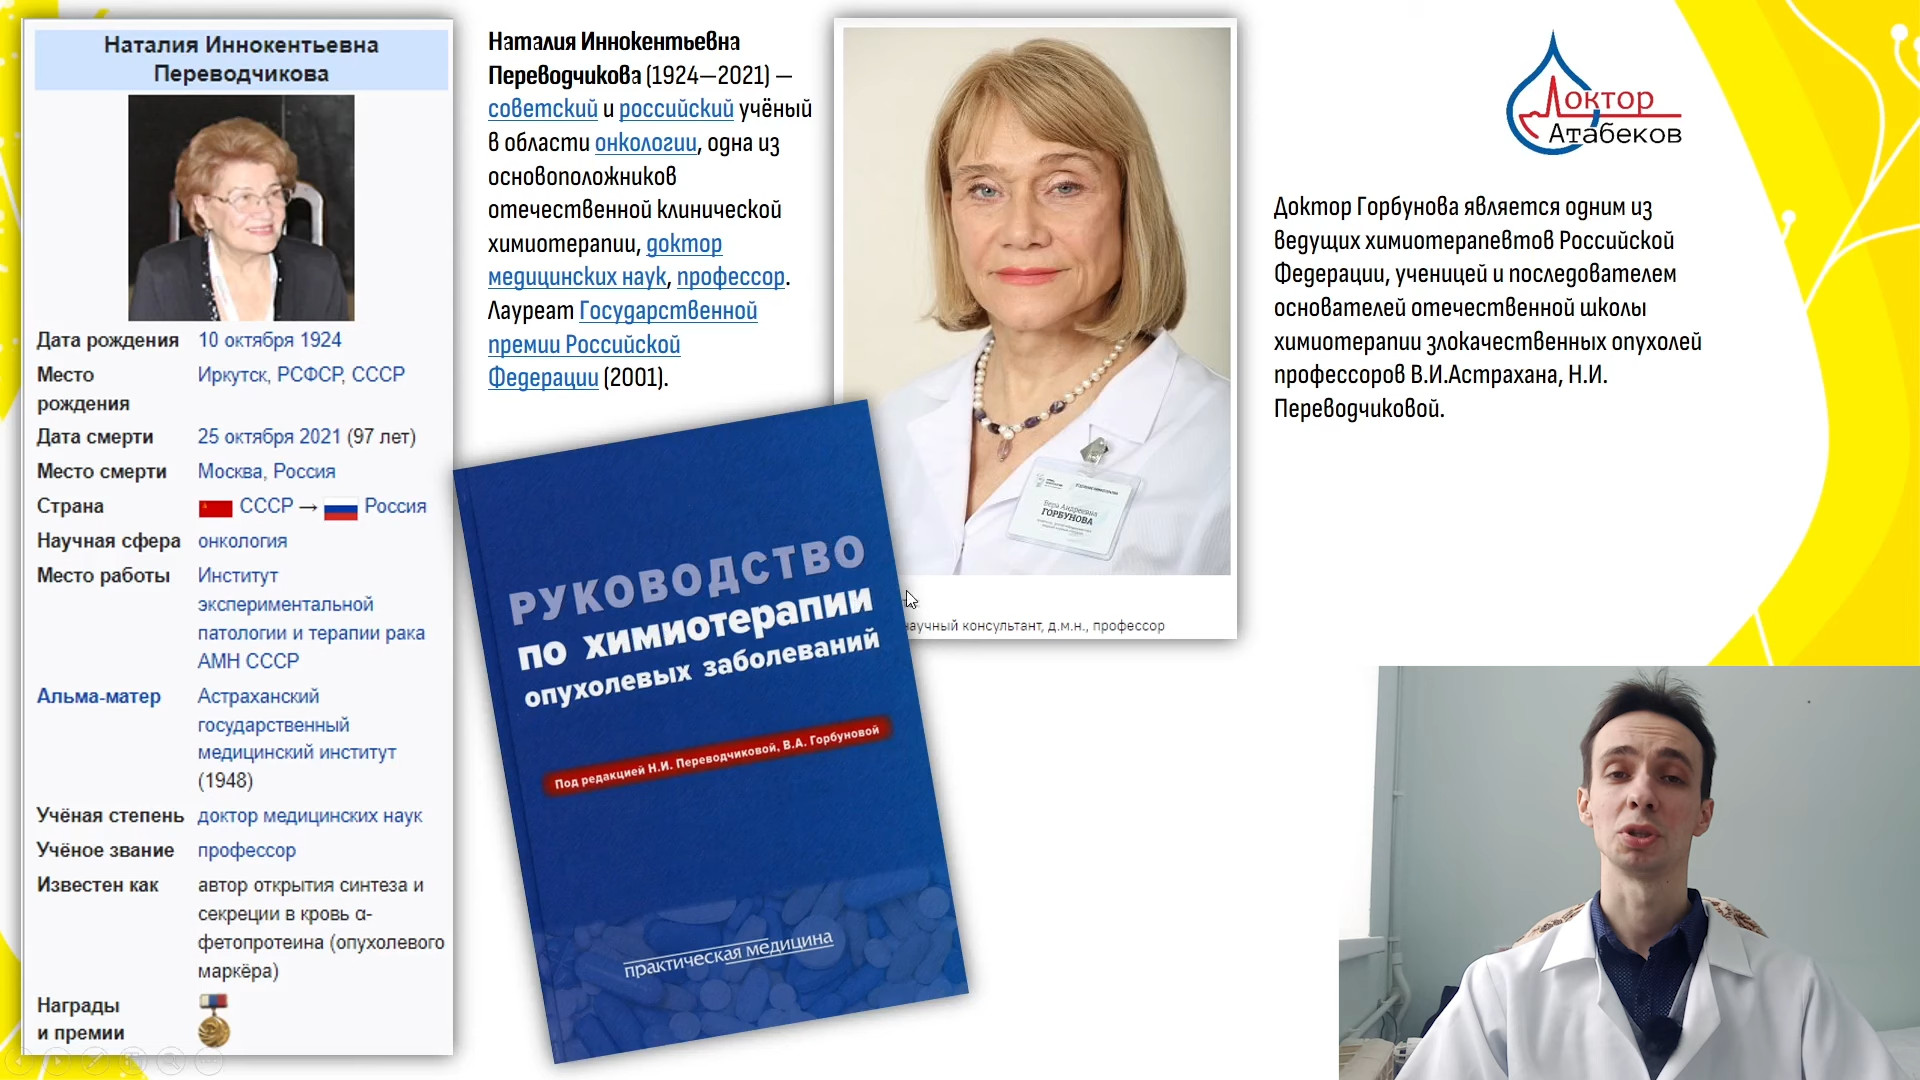 Наталия Иннокентьевна
Переводчикова
Дата рождения 10 октября 1924
Место Иркутск, РСФСР, СССР
рождения
Дата смерти 25 октября 2021 (97 лет)
Место смерти Москва, Россия
Страна СССР → Россия
Научная сфера онкология
Место работы Институт
экспериментальной
патологии и терапии рака
АМН СССР
Альма-матер Астраханский
государственный
медицинский институт
(1948)
Учёная степень доктор медицинских наук
Учёное звание профессор
Известен как автор открытия синтеза и
секреции в кровь α-
фетопротеина (опухолевого
маркёра)
Награды
и премии
Наталия Иннокентьевна
Переводчикова (1924—2021) —
советский и российский учёный
в области онкологии, одна из
основоположников
отечественной клинической
химиотерапии, доктор
медицинских наук, профессор.
Лауреат Государственной
премии Российской
Федерации (2001).
РУКОВОДСТВО
по химиотерапии
опухолевых заболеваний
Под редакцией Н.И. Переводчиковой, В.А. Горбуновой
практическая медицина
Вера Андреевна
ГОРБУНОВА
научный консультант, д.м.н., профессор
Доктор
Атабеков
Доктор Горбунова является одним из
ведущих химиотерапевтов Российской
Федерации, ученицей и последователем
основателей отечественной школы
химиотерапии злокачественных опухолей
профессоров В.И.Астрахана, Н.И.
Переводчиковой.